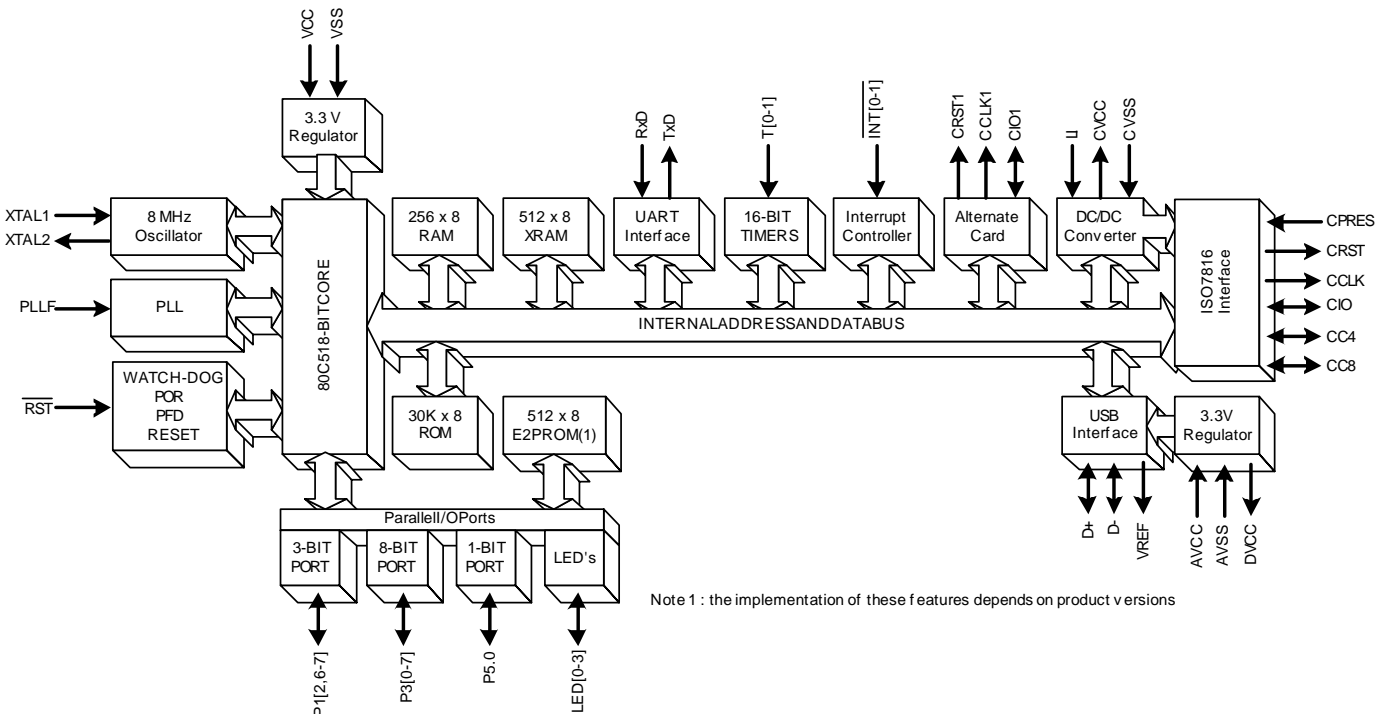 VCC
VSS
3.3 V
Regulator
RxD
TxD
T[0-1]
INT[0-1]
CRST1
CCLK1
CIO1
LI
CVCC
CVSS
XTAL1
XTAL2
8 MHz
Oscillator
256 x 8
RAM
512 x 8
XRAM
UART
Interface
16-BIT
TIMERS
Interrupt
Controller
Alternate
Card
DC/DC
Converter
CPRES
CRST
CCLK
CIO
CC4
CC8
ISO7816
Interface
PLLF
PLL
80C518-BITCORE
INTERNALADDRESSANDDATABUS
RST
WATCH-DOG
POR
PFD
RESET
30K x 8
ROM
512 x 8
E2PROM(1)
USB
Interface
3.3V
Regulator
D+
D-
VREF
AVCC
AVSS
DVCC
ParallelI/OPorts
3-BIT
PORT
8-BIT
PORT
1-BIT
PORT
LED's
P1[2,6-7]
P3[0-7]
P5.0
LED[0-3]
Note 1 : the implementation of these features depends on product versions